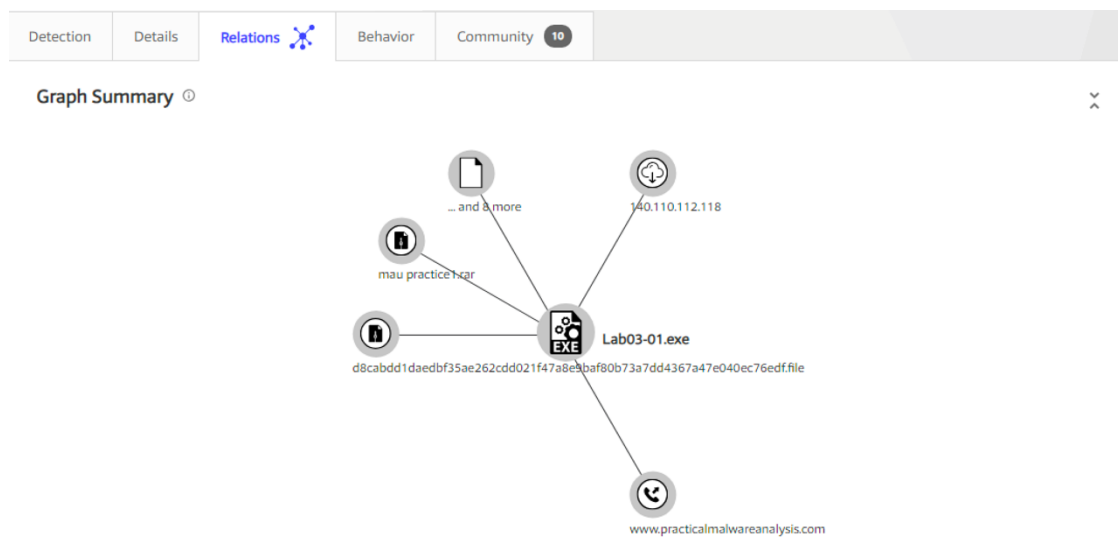 Detection Details Relations Behavior Community 10
Graph Summary
... and 8 more
140.110.112.118
mau practice1.rar
EXE
Lab03-01.exe
d8cabdd1daedbf35ae262cdd021f47a8e9baf80b73a7dd4367a47e040ec76edf.file
www.practicalmalwareanalysis.com